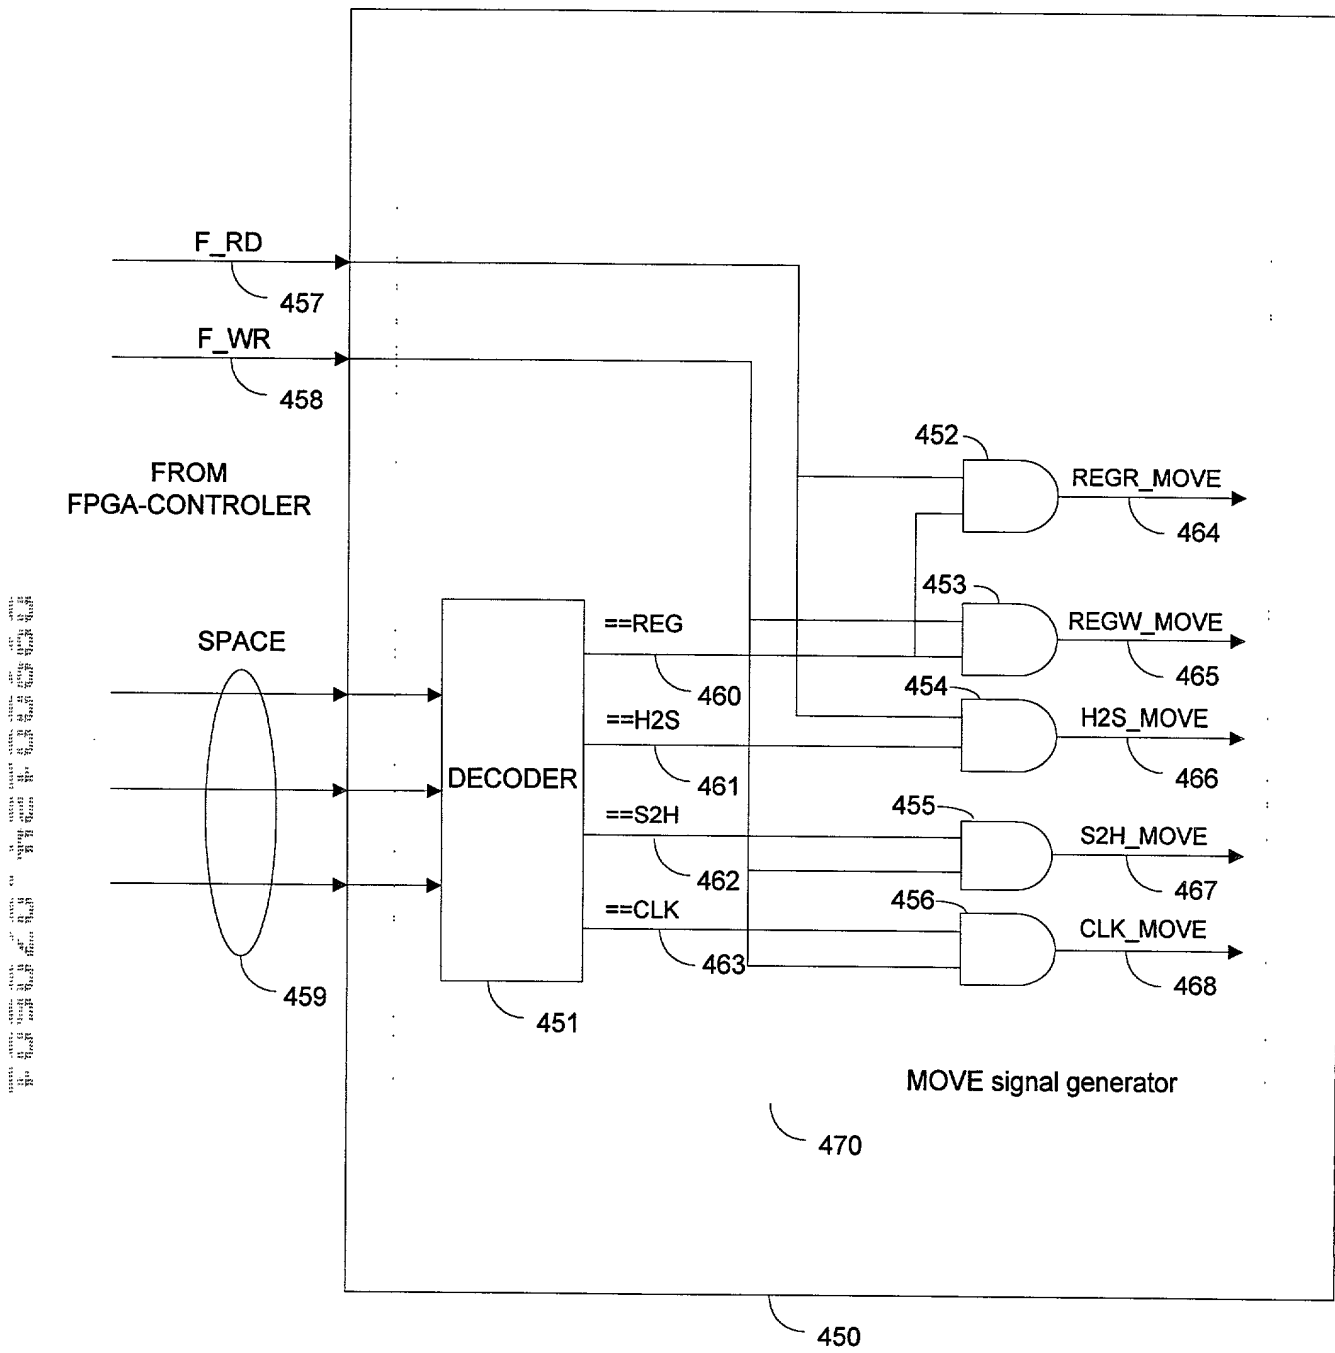 F_RD
457
F_WR
458
FROM
FPGA-CONTROLER
452
REGR_MOVE
464
453
REGW_MOVE
465
SPACE
==REG
460
454
H2S_MOVE
466
==H2S
461
DECODER
455
S2H_MOVE
467
==S2H
462
456
CLK_MOVE
468
==CLK
463
459
451
MOVE signal generator
470
450